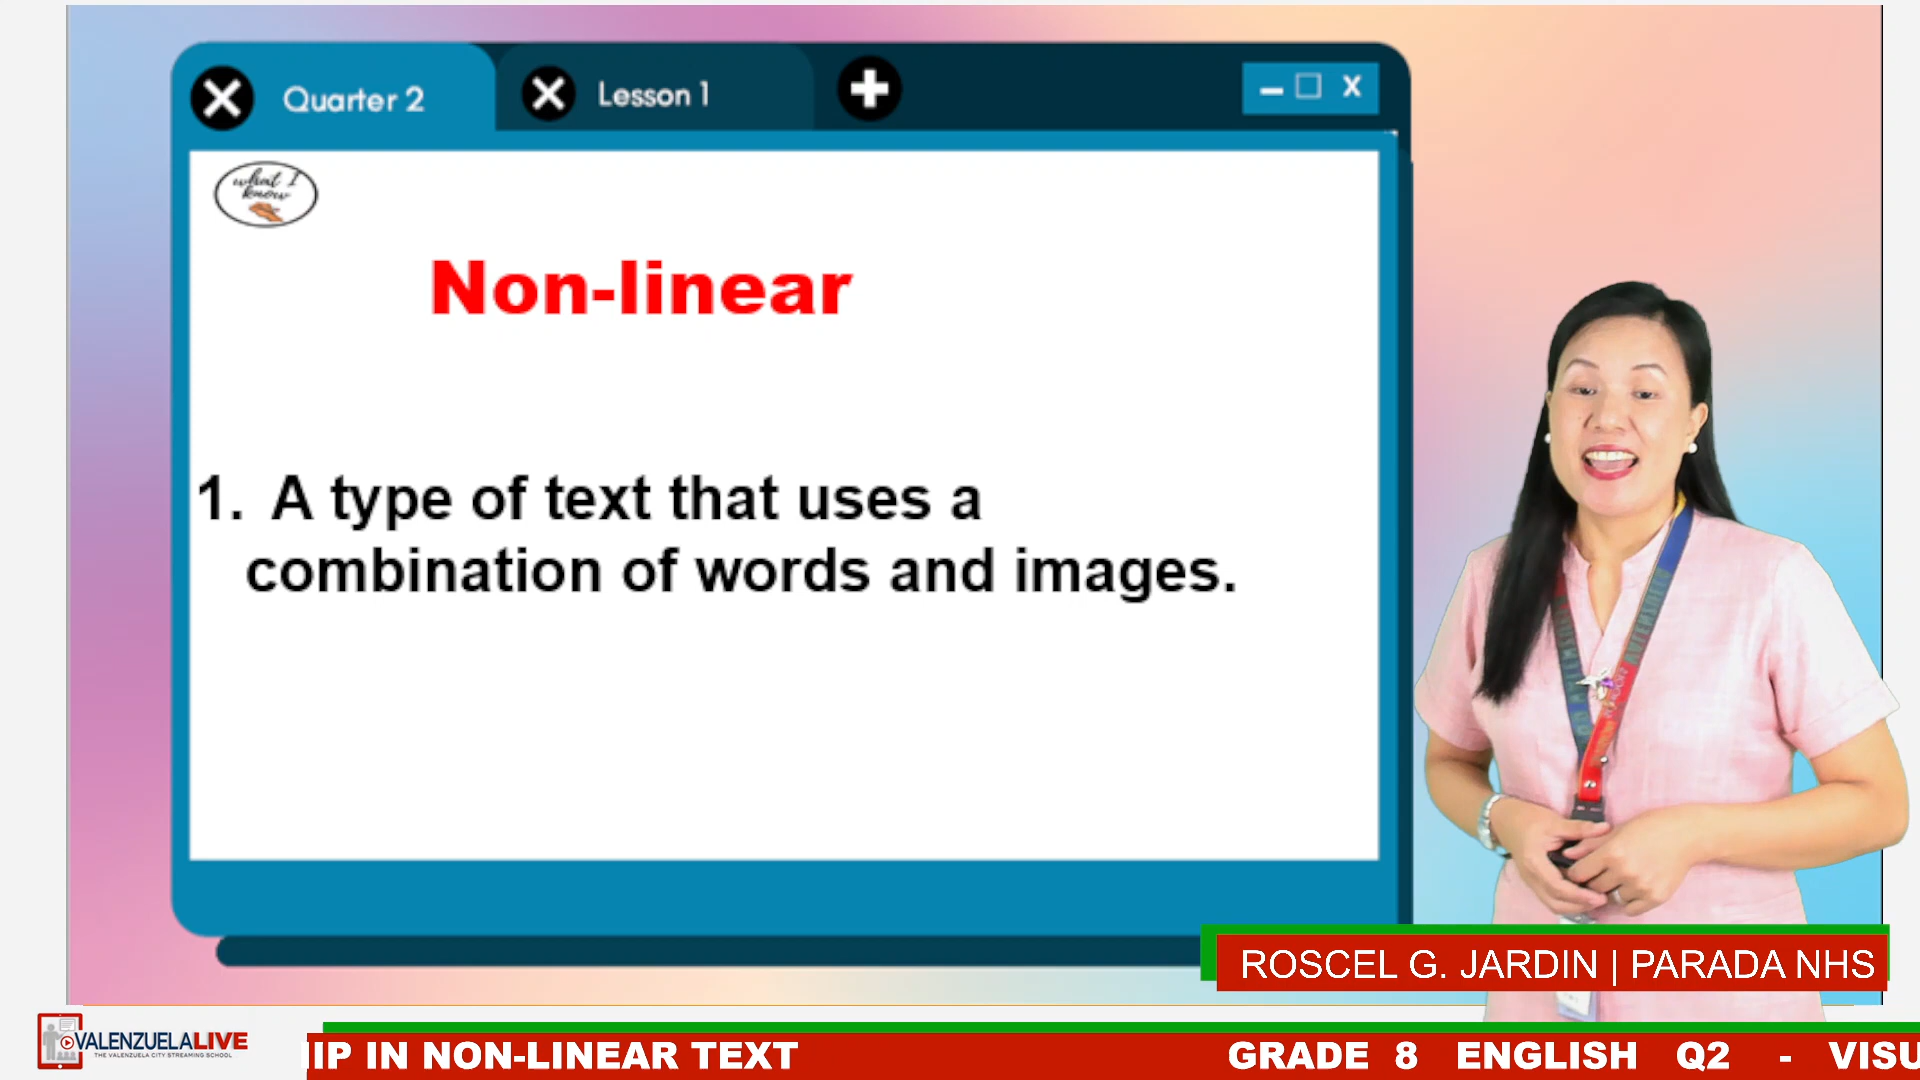 Quarter 2
Lesson 1
X
what I
know
Non-linear
1. A type of text that uses a
combination of words and images.
ROSCEL G. JARDIN | PARADA NHS
VALENZUELALIVE
THE VALENZUELA CITY STREAMING SCHOOL
IP IN NON-LINEAR TEXT
GRADE 8 ENGLISH Q2 - VISU